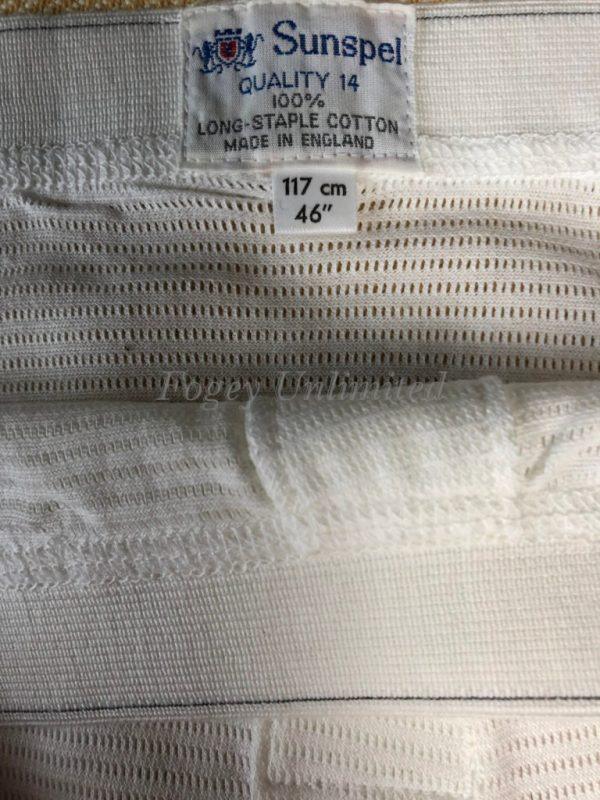 Sunspel
QUALITY 14
100%
LONG-STAPLE COTTON
MADE IN ENGLAND
117 cm
46"
Fogey Unlimited